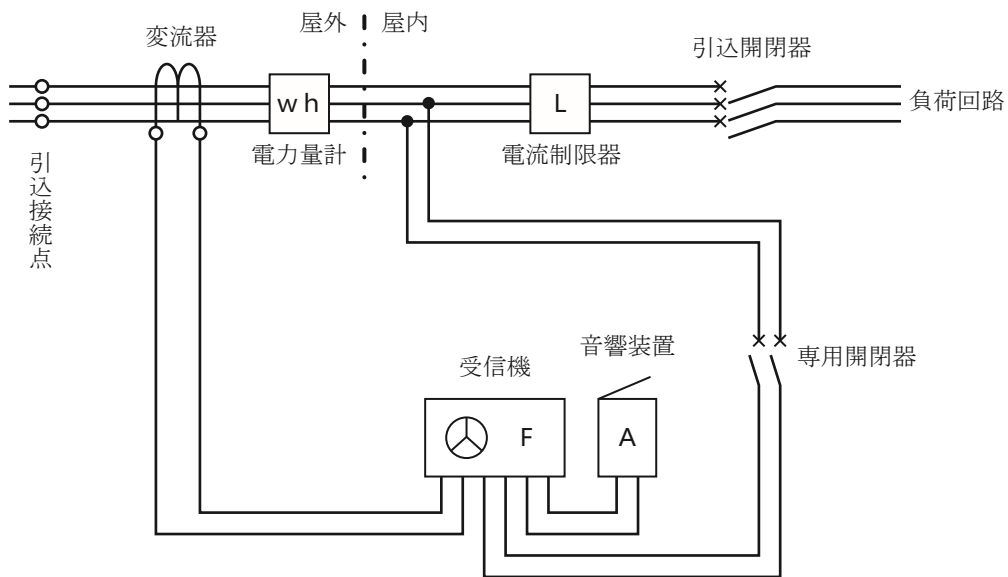 屋外
屋内
変流器
引込開閉器
wh
L
負荷回路
電力量計
電流制限器
引込接続点
音響装置
専用開閉器
受信機
F
A